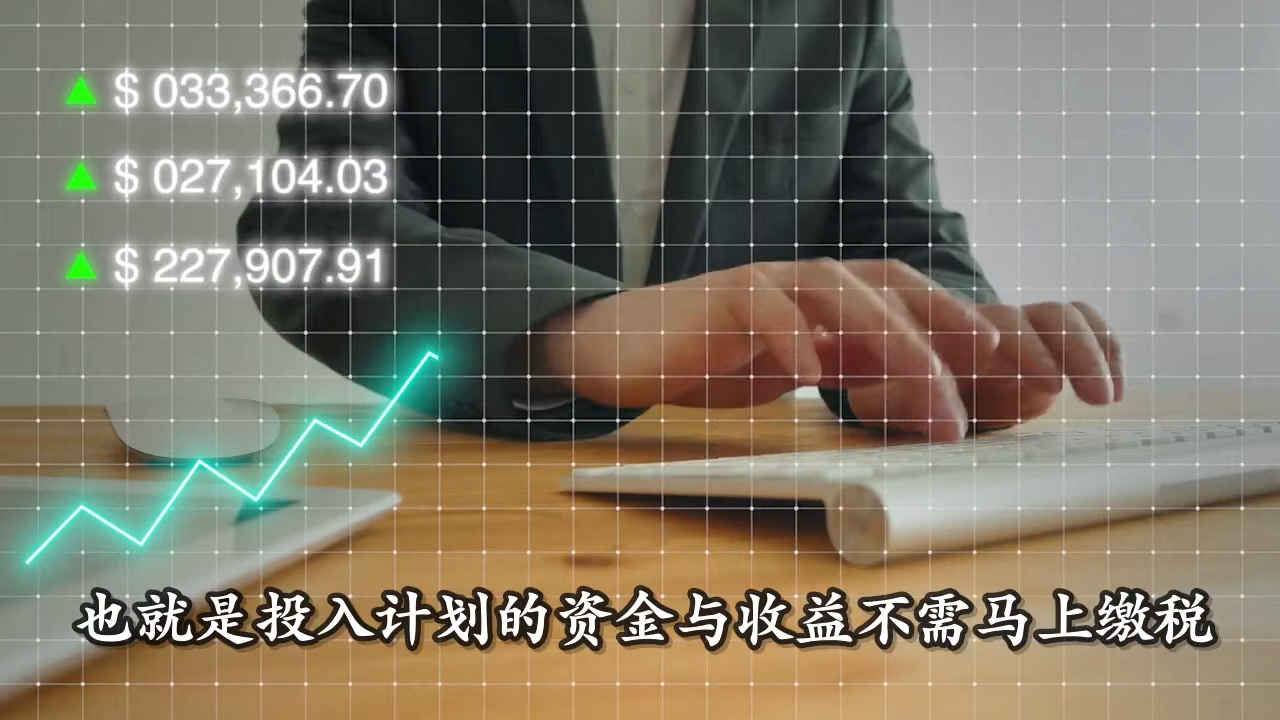 $ 033,366.70
$ 027,104.03
$ 227,907.91
也就是投入计划的资金与收益不需马上缴税